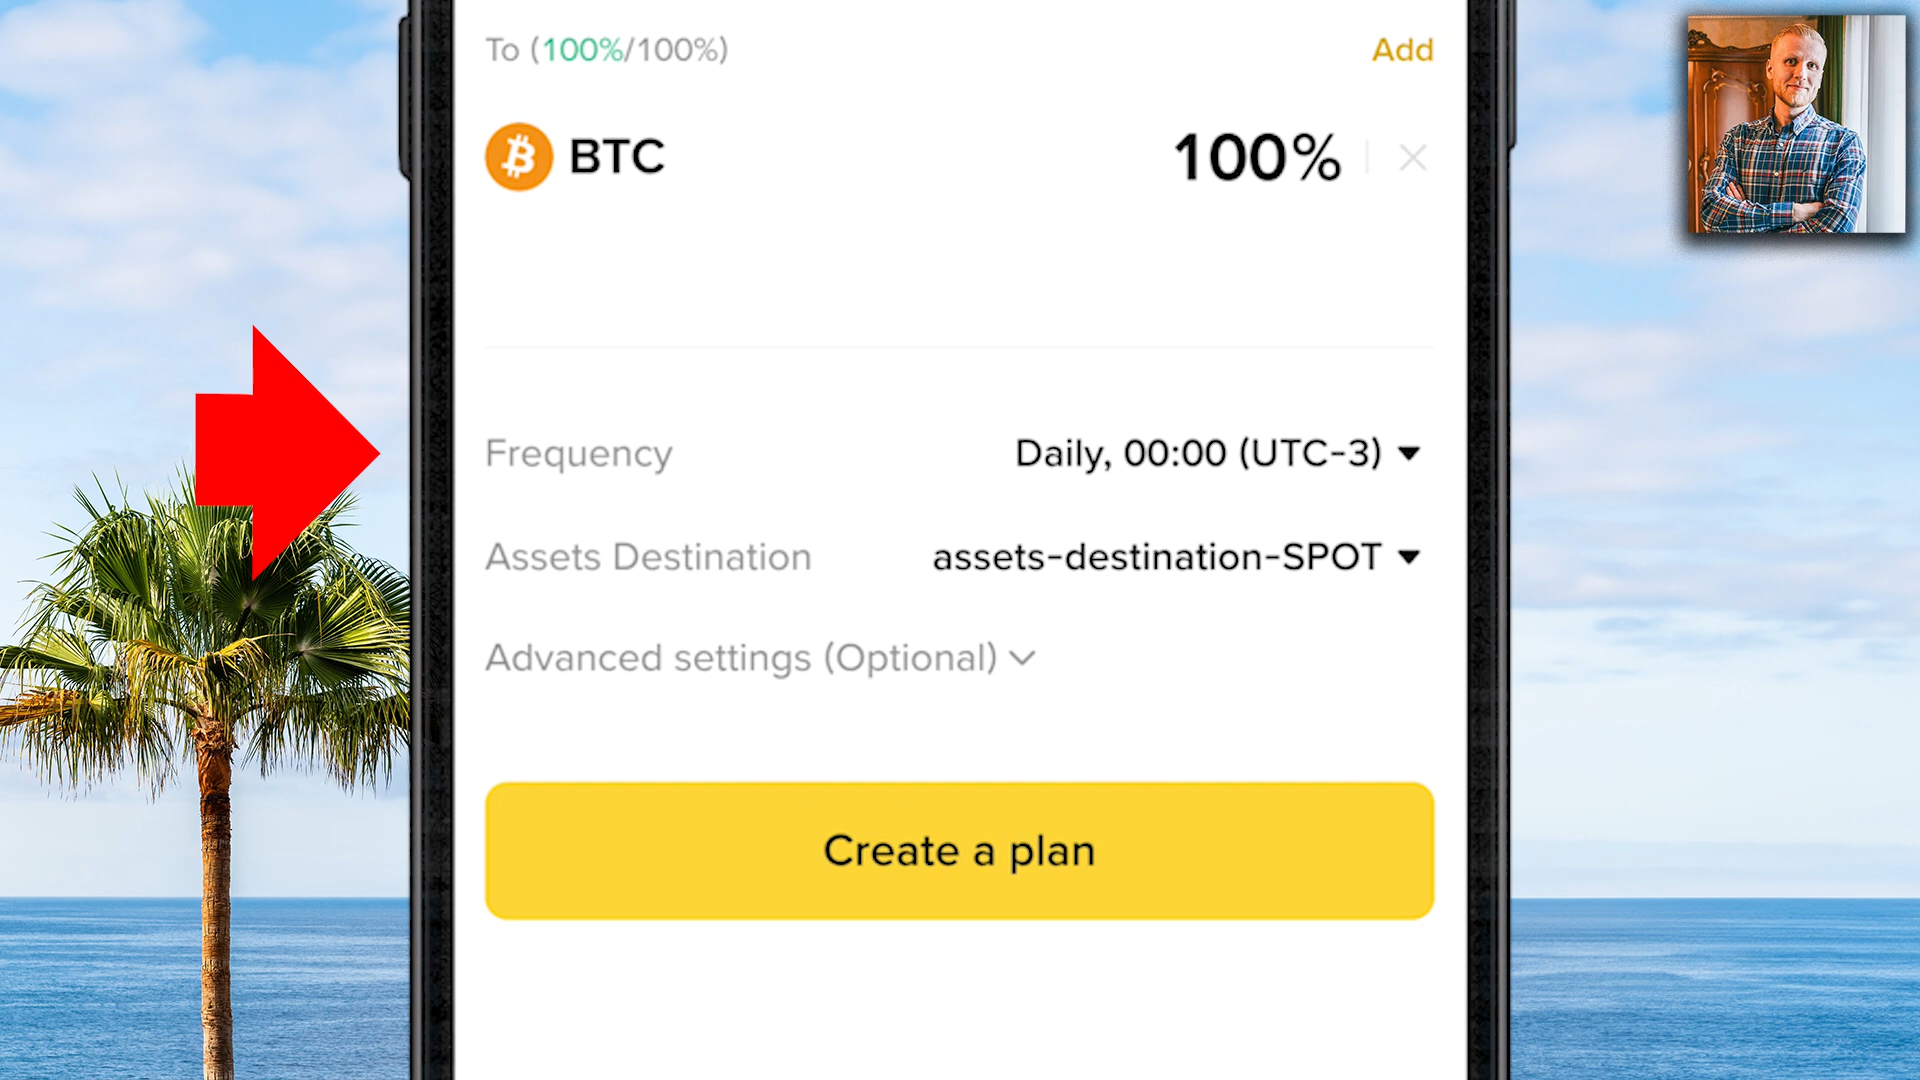 To (100%/100%) Add
BTC 100%
Frequency Daily, 00:00 (UTC-3)
Assets Destination assets-destination-SPOT
Advanced settings (Optional)
Create a plan